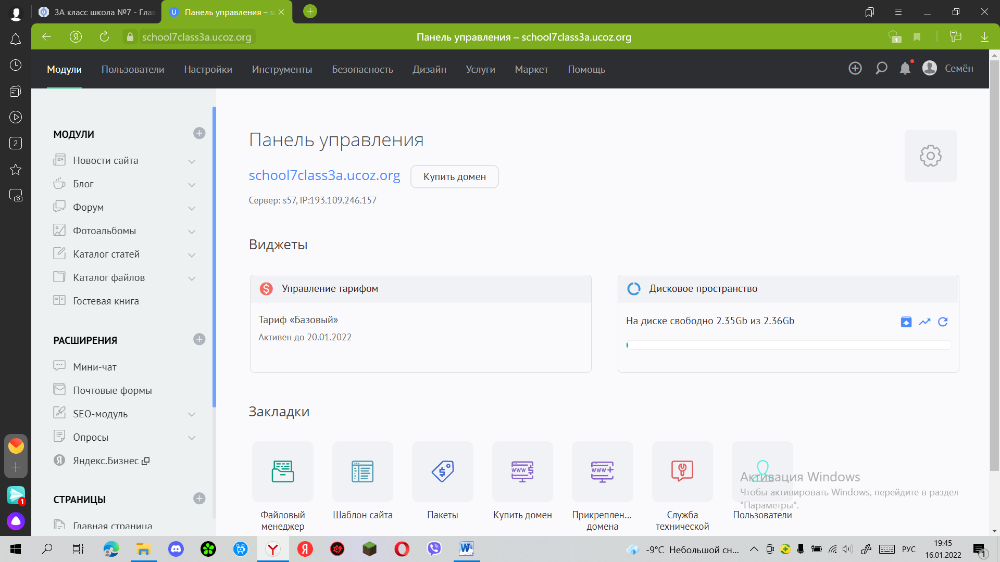 3А класс школа №7 - Глав
Панель управления – sc
school7class3a.ucoz.org
Панель управления – school7class3a.ucoz.org
1
Модули
Пользователи
Настройки
Инструменты
Безопасность
Дизайн
Услуги
Маркет
Помощь
Семён
2
МОДУЛИ
Новости сайта
Блог
Форум
Фотоальбомы
Каталог статей
Каталог файлов
Гостевая книга
РАСШИРЕНИЯ
Мини-чат
Почтовые формы
SEO-модуль
Опросы
Яндекс.Бизнес
СТРАНИЦЫ
Главная страница
Панель управления
school7class3a.ucoz.org
Купить домен
Сервер: s57, IP:193.109.246.157
Виджеты
Управление тарифом
Тариф «Базовый»
Активен до 20.01.2022
Дисковое пространство
На диске свободно 2.35Gb из 2.36Gb
Закладки
Файловый
менеджер
Шаблон сайта
Пакеты
www $
Купить домен
www +
Прикреплен...
домена
Служба
технической
Пользователи
Активация Windows
Чтобы активировать Windows, перейдите в раздел
"Параметры".
1
-9°C Небольшой сн...
РУС
19:45
16.01.2022
1